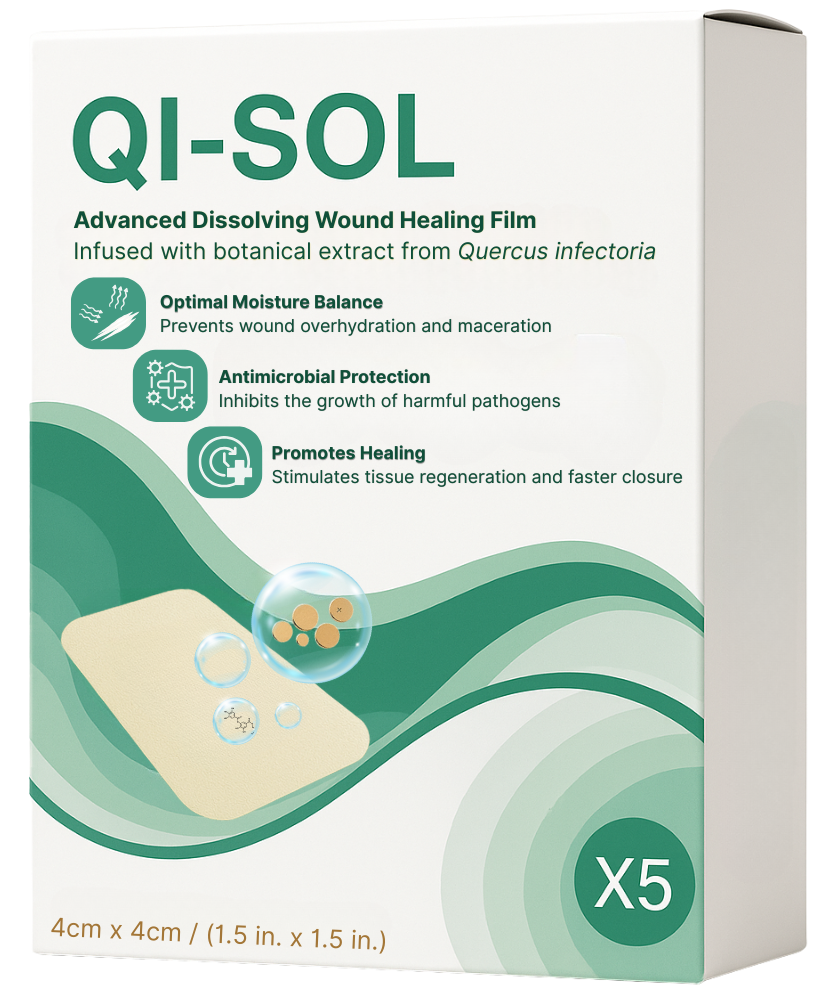 QI-SOL
Advanced Dissolving Wound Healing Film
Infused with botanical extract from Quercus infectoria
Optimal Moisture Balance
Prevents wound overhydration and maceration
Antimicrobial Protection
Inhibits the growth of harmful pathogens
Promotes Healing
Stimulates tissue regeneration and faster closure
X5
4cm x 4cm / (1.5 in. x 1.5 in.)